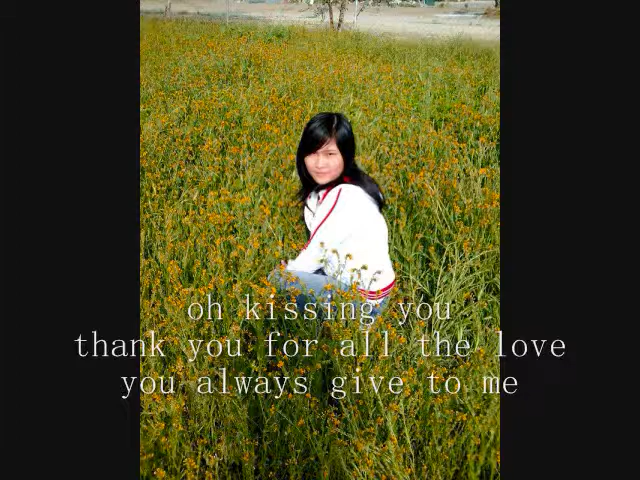 oh kissing you
thank you for all the love
you always give to me